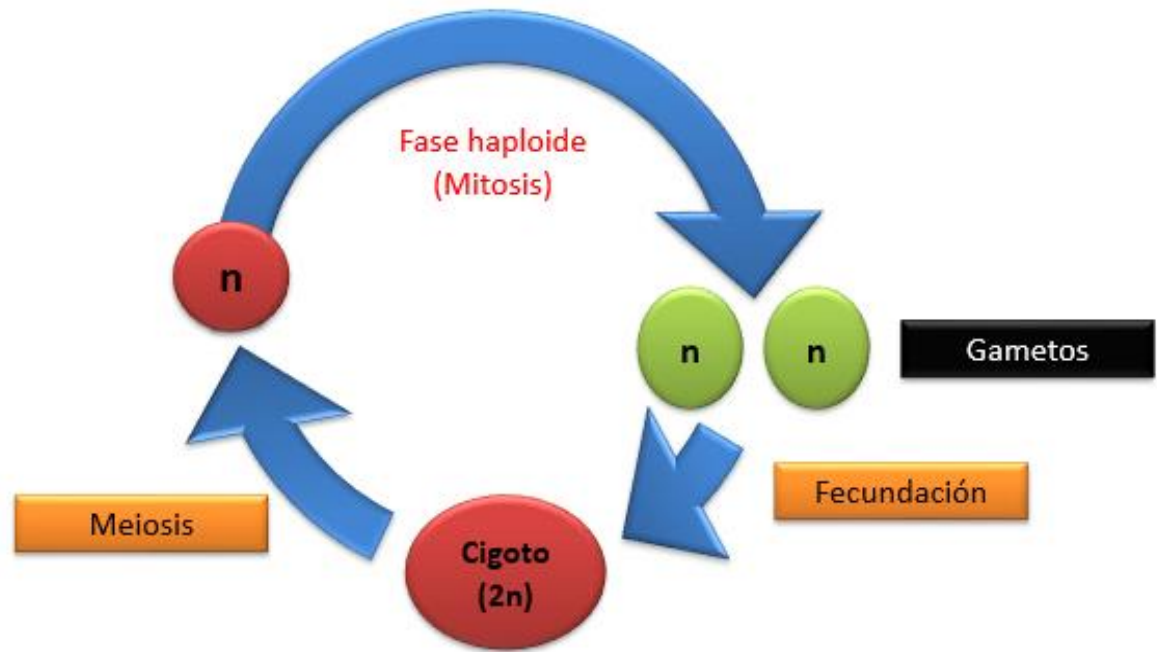 Fase haploide
(Mitosis)
n
n
n
Gametos
Fecundación
Meiosis
Cigoto
(2n)